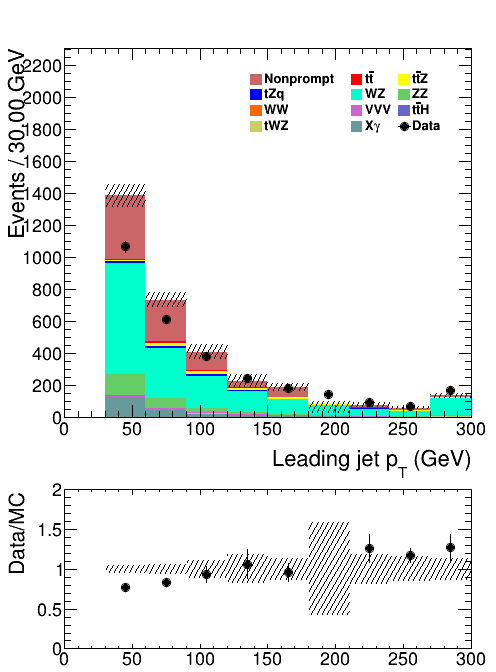 Events / 30.00 GeV
2200
2000
1800
1600
1400
1200
1000
800
600
400
200
0
Nonprompt tt̄ tt̄Z
tZq WZ ZZ
WW VVV tt̄H
tWZ Xγ Data
0 50 100 150 200 250 300
Leading jet p_T (GeV)
Data/MC
2
1.5
1
0.5
0
0 50 100 150 200 250 300